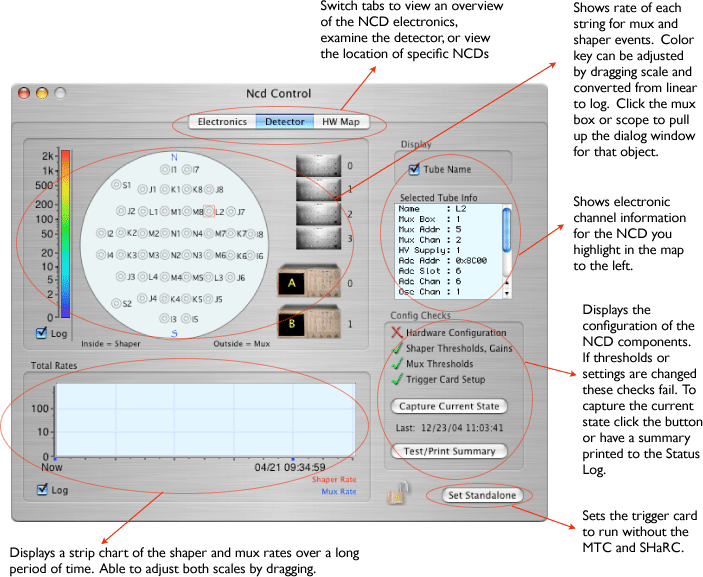 Switch tabs to view an overview
of the NCD electronics,
examine the detector, or view
the location of specific NCDs
Shows rate of each
string for mux and
shaper events. Color
key can be adjusted
by dragging scale and
converted from linear
to log. Click the mux
box or scope to pull
up the dialog window
for that object.
Ncd Control
Electronics Detector HW Map
2k
1k
500
200
100
50
20
10
5
2
0
Log
N
I1 I7
S1 J1 K1 K8 J8
J2 L1 M1 M8 L2 J7
I2 K2 N2 N1 M2 K7 I8
I4 K3 N3 N4 M7 K6 I6
J3 L4 M4 M5 L3 J6
S2 J4 K4 K5 J5
I3 I5
S
Inside = Shaper Outside = Mux
0
1
2
3
A 0
B 1
Display
Tube Name
Selected Tube Info
Name : L2
Mux Box : 1
Mux Addr : 5
Mux Chan : 2
HV Supply: 1
Adc Addr : 0x8C00
Adc Slot : 6
Adc Chan : 6
Osc Chan : 1
Shows electronic
channel information
for the NCD you
highlight in the map
to the left.
Config Checks
Hardware Configuration
Shaper Thresholds, Gains
Mux Thresholds
Trigger Card Setup
Capture Current State
Last: 12/23/04 11:03:41
Test/Print Summary
Displays the
configuration of the
NCD components.
If thresholds or
settings are changed
these checks fail. To
capture the current
state click the button
or have a summary
printed to the Status
Log.
Total Rates
100
10
0
Now 04/21 09:34:59
Shaper Rate
Mux Rate
Log
Set Standalone
Sets the trigger card
to run without the
MTC and SHaRC.
Displays a strip chart of the shaper and mux rates over a long
period of time. Able to adjust both scales by dragging.